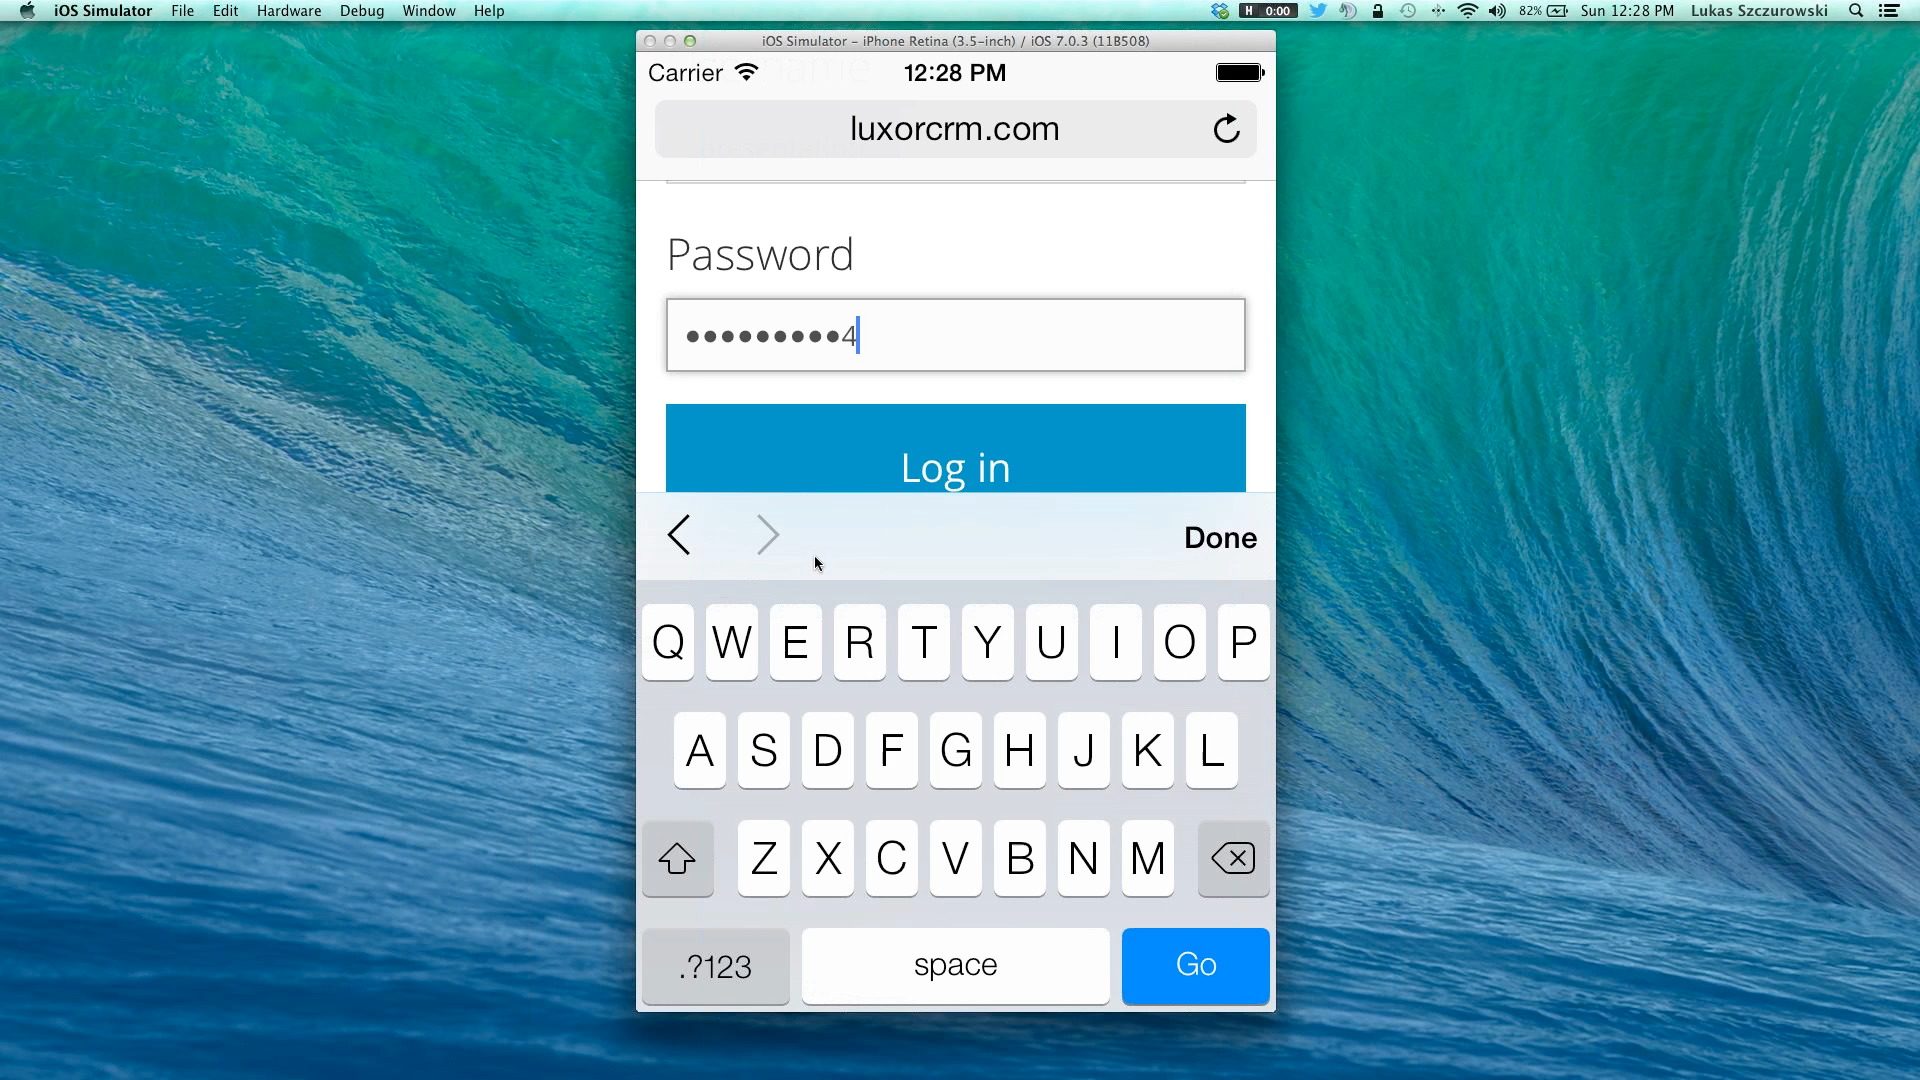 iOS Simulator File Edit Hardware Debug Window Help
H 0:00 82% Sun 12:28 PM Lukas Szczurowski
iOS Simulator – iPhone Retina (3.5-inch) / iOS 7.0.3 (11B508)
Carrier 12:28 PM
luxorcrm.com
Password
•••••••••4
Log in
Done
Q W E R T Y U I O P
A S D F G H J K L
Z X C V B N M
.?123 space Go